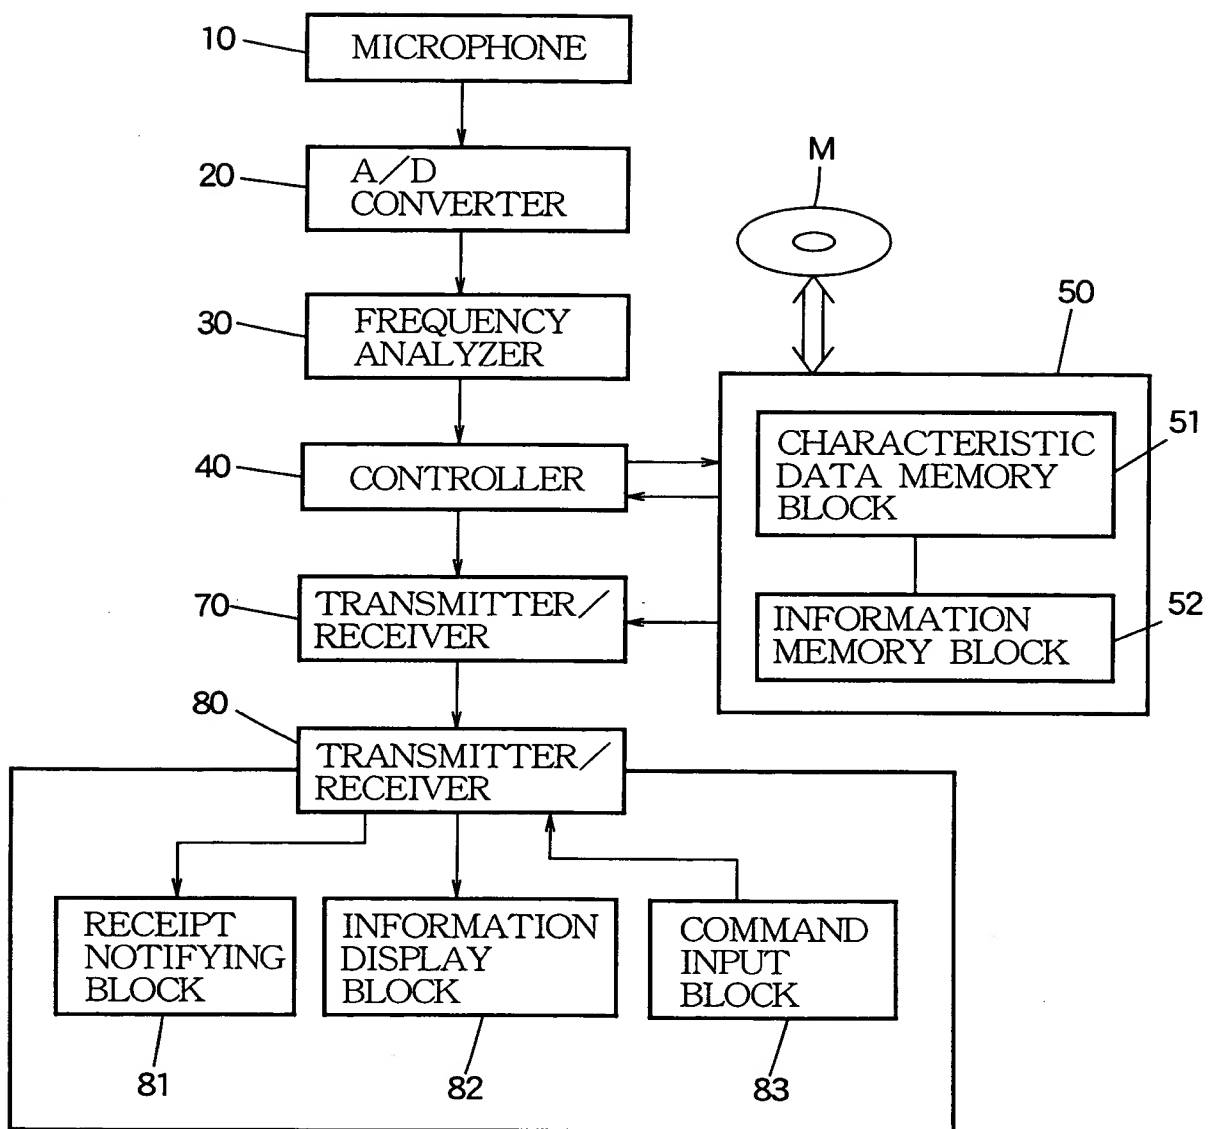 10
MICROPHONE
20
A/D
CONVERTER
M
30
FREQUENCY
ANALYZER
50
40
CONTROLLER
CHARACTERISTIC
DATA MEMORY
BLOCK
51
70
TRANSMITTER/
RECEIVER
INFORMATION
MEMORY BLOCK
52
80
TRANSMITTER/
RECEIVER
RECEIPT
NOTIFYING
BLOCK
INFORMATION
DISPLAY
BLOCK
COMMAND
INPUT
BLOCK
81
82
83